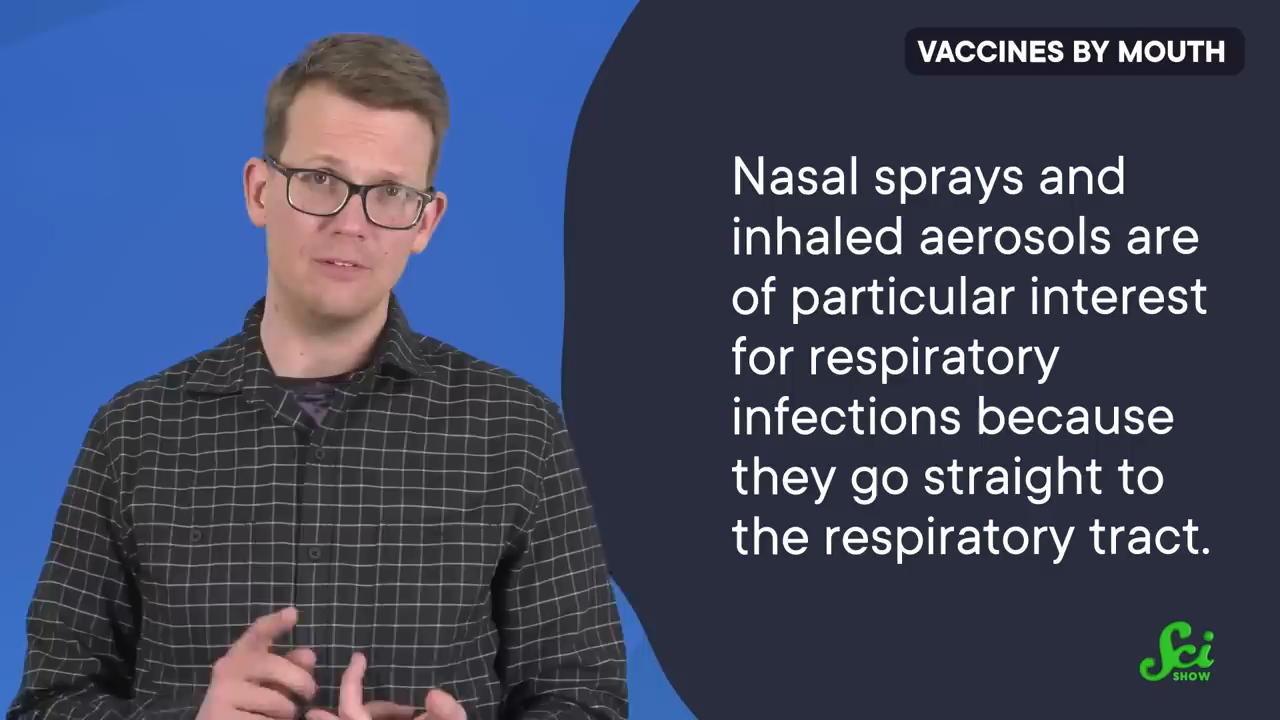 VACCINES BY MOUTH
Nasal sprays and
inhaled aerosols are
of particular interest
for respiratory
infections because
they go straight to
the respiratory tract.
Sci
SHOW